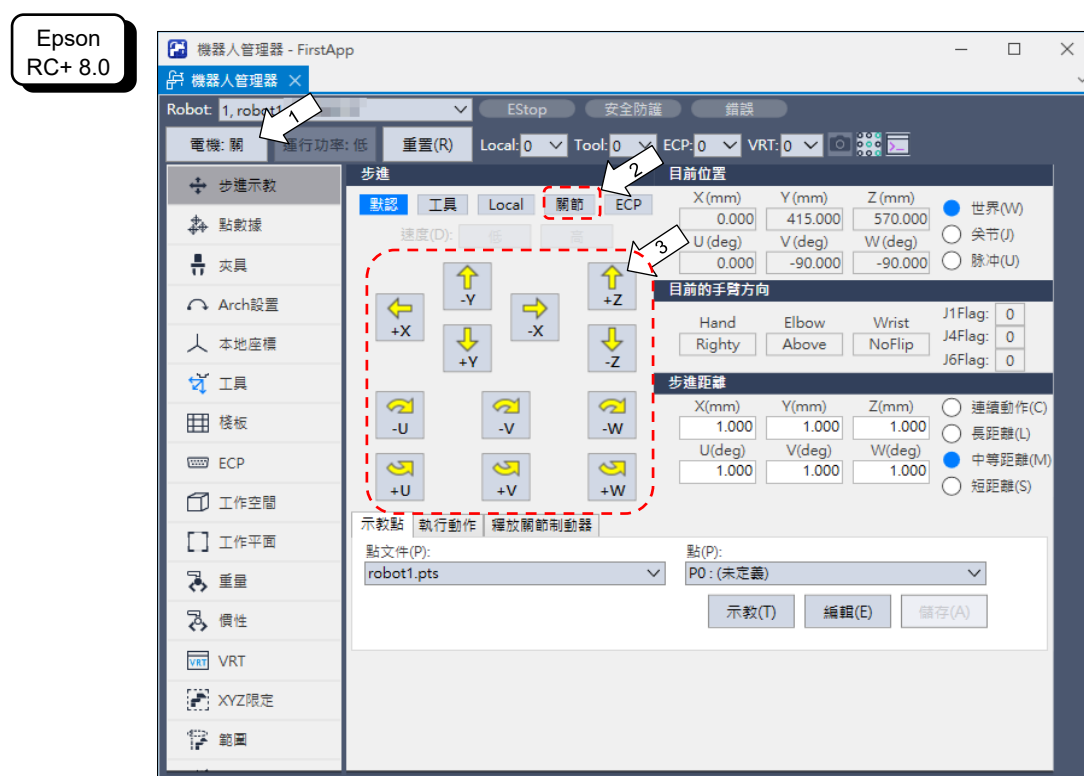 Epson
RC+ 8.0
機器人管理器 - FirstApp
機器人管理器
Robot: 1, robot1 EStop 安全防護 錯誤
電機: 關 運行功率: 低 重置(R) Local: 0 Tool: 0 ECP: 0 VRT: 0
1
2
3
步進示教
點數據
夾具
Arch設置
本地座標
工具
棧板
ECP
工作空間
工作平面
重量
慣性
VRT
XYZ限定
範圍
步進
默認 工具 Local 關節 ECP
速度(D): 低 高
-Y +Z
+X -X
+Y -Z
-U -V -W
+U +V +W
目前位置
X (mm) Y (mm) Z (mm)
0.000 415.000 570.000
U (deg) V (deg) W (deg)
0.000 -90.000 -90.000
世界(W)
关节(J)
脉冲(U)
目前的手臂方向
Hand Elbow Wrist
Righty Above NoFlip
J1Flag: 0
J4Flag: 0
J6Flag: 0
步進距離
X(mm) Y(mm) Z(mm)
1.000 1.000 1.000
U(deg) V(deg) W(deg)
1.000 1.000 1.000
連續動作(C)
長距離(L)
中等距離(M)
短距離(S)
示教點 執行動作 釋放關節制動器
點文件(P): 點(P):
robot1.pts P0 : (未定義)
示教(T) 編輯(E) 儲存(A)